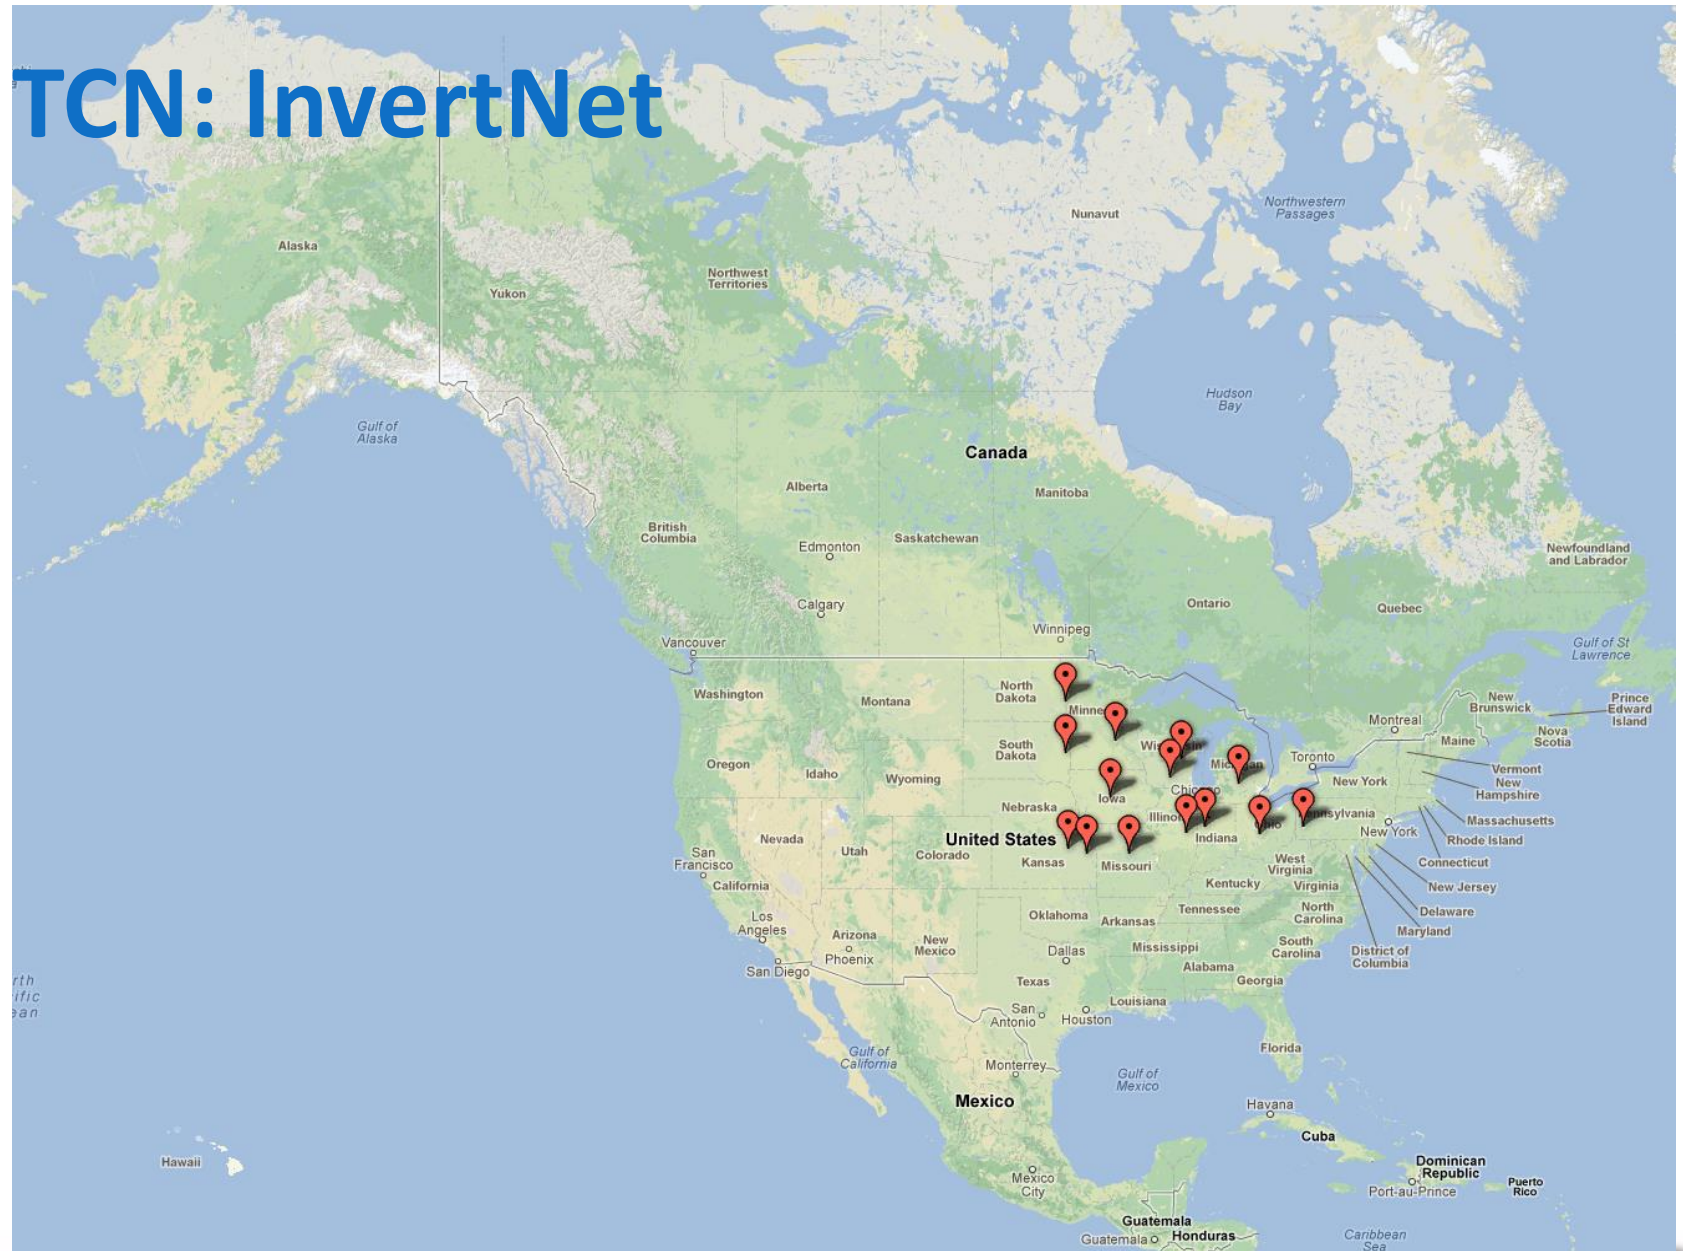 TCN: InvertNet
Nunavut
Northwestern
Passages
Alaska
Northwest
Territories
Yukon
Hudson
Bay
Gulf of
Alaska
Canada
Alberta
Manitoba
British
Columbia
Saskatchewan
Edmonton
Newfoundland
and Labrador
Calgary
Ontario
Quebec
Winnipeg
Vancouver
Gulf of St
Lawrence
Washington
North
Dakota
Montana
New
Brunswick
Prince
Edward
Island
Montreal
Nova
Scotia
Maine
South
Dakota
Toronto
Oregon
Idaho
Wyoming
Vermont
New York
New
Hampshire
Iowa
Nebraska
Massachusetts
New York
Rhode Island
United States
Nevada
Indiana
Utah
Colorado
Kansas
Missouri
Connecticut
San
Francisco
West
Virginia
California
Kentucky
Virginia
New Jersey
Los
Angeles
Oklahoma
Arkansas
Tennessee
North
Carolina
Delaware
Arizona
New
Mexico
Maryland
Phoenix
Dallas
Mississippi
South
Carolina
District of
Columbia
San Diego
Alabama
Georgia
Texas
Louisiana
San
Antonio
Houston
Florida
Gulf of
California
Monterrey
Gulf of
Mexico
Mexico
Havana
Cuba
Hawaii
Dominican
Republic
Mexico
City
Port-au-Prince
Puerto
Rico
Guatemala
Guatemala
Honduras
Caribbean
Sea